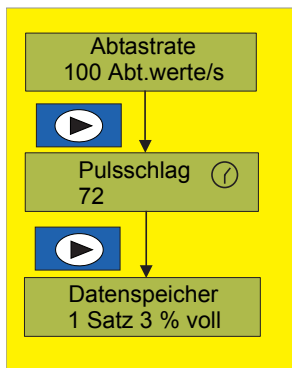 Abtastrate
100 Abt.werte/s
Pulsschlag
72
Datenspeicher
1 Satz 3 % voll